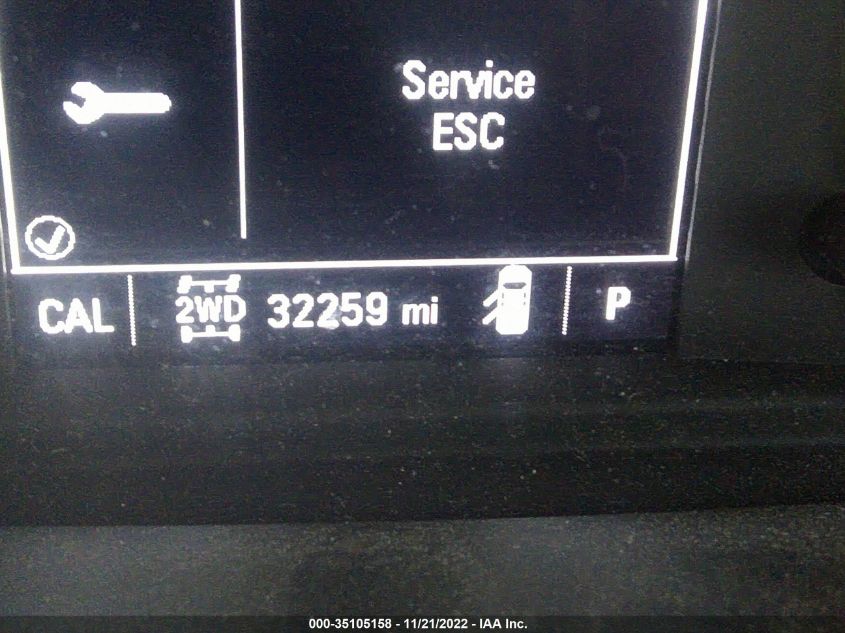 Service
ESC
CAL
2WD
32259 mi
P
000-35105158 - 11/21/2022 - IAA Inc.